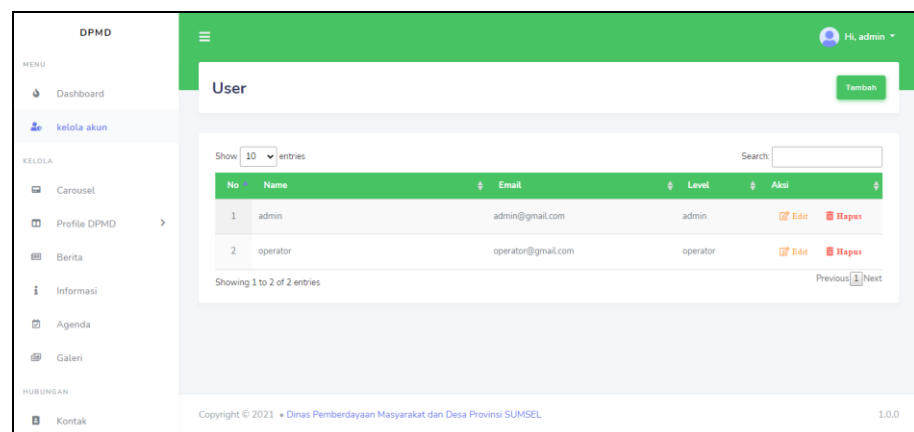 DPMD
Hi, admin
MENU
Dashboard
kelola akun
KELOLA
Carousel
Profile DPMD
Berita
Informasi
Agenda
Galeri
HUBUNGAN
Kontak
User
Tambah
Show 10 entries Search:
No Name Email Level Aksi
1 admin admin@gmail.com admin Edit Hapus
2 operator operator@gmail.com operator Edit Hapus
Showing 1 to 2 of 2 entries Previous 1 Next
Copyright © 2021 • Dinas Pemberdayaan Masyarakat dan Desa Provinsi SUMSEL 1.0.0